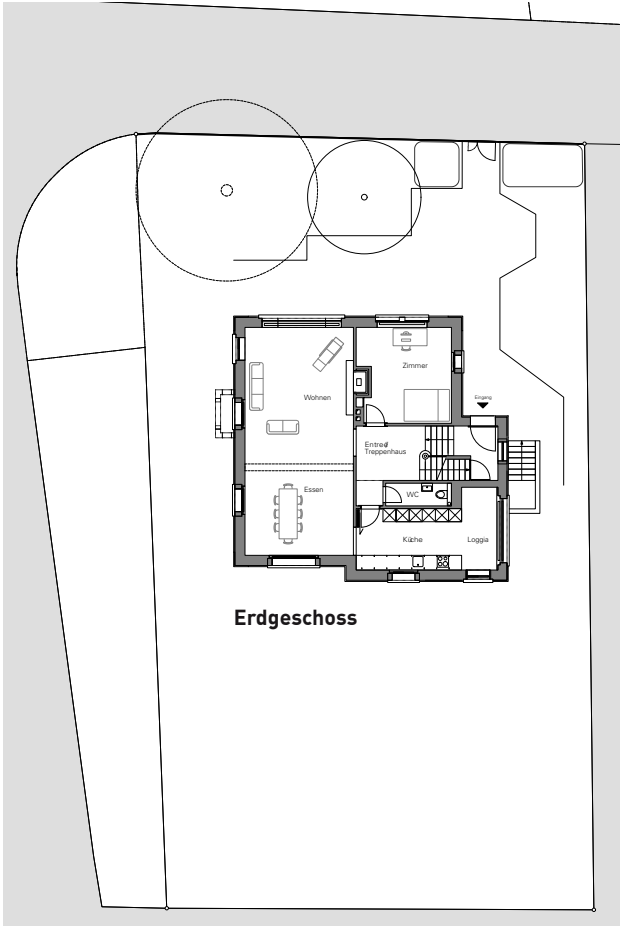 Zimmer
Wohnen
Eingang
Entree/
Treppenhaus
Essen
WC
Küche
Loggia
Erdgeschoss